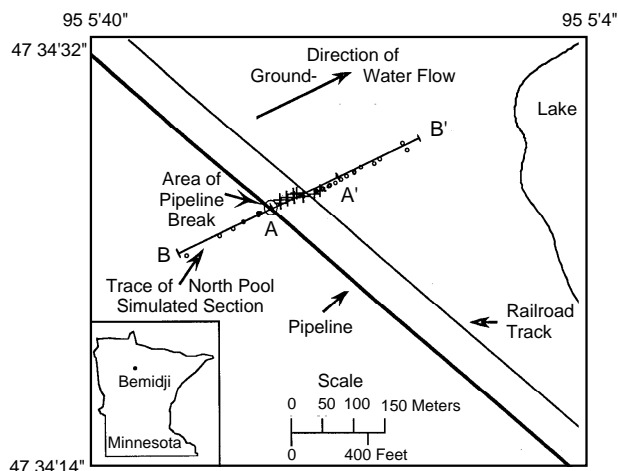 95 5'40"
95 5'4"
47 34'32"
Direction of
Ground- Water Flow
Lake
B'
Area of
Pipeline
Break
A'
A
B
Trace of North Pool
Simulated Section
Pipeline
Railroad
Track
Bemidji
Minnesota
Scale
0 50 100 150 Meters
0 400 Feet
47 34'14"